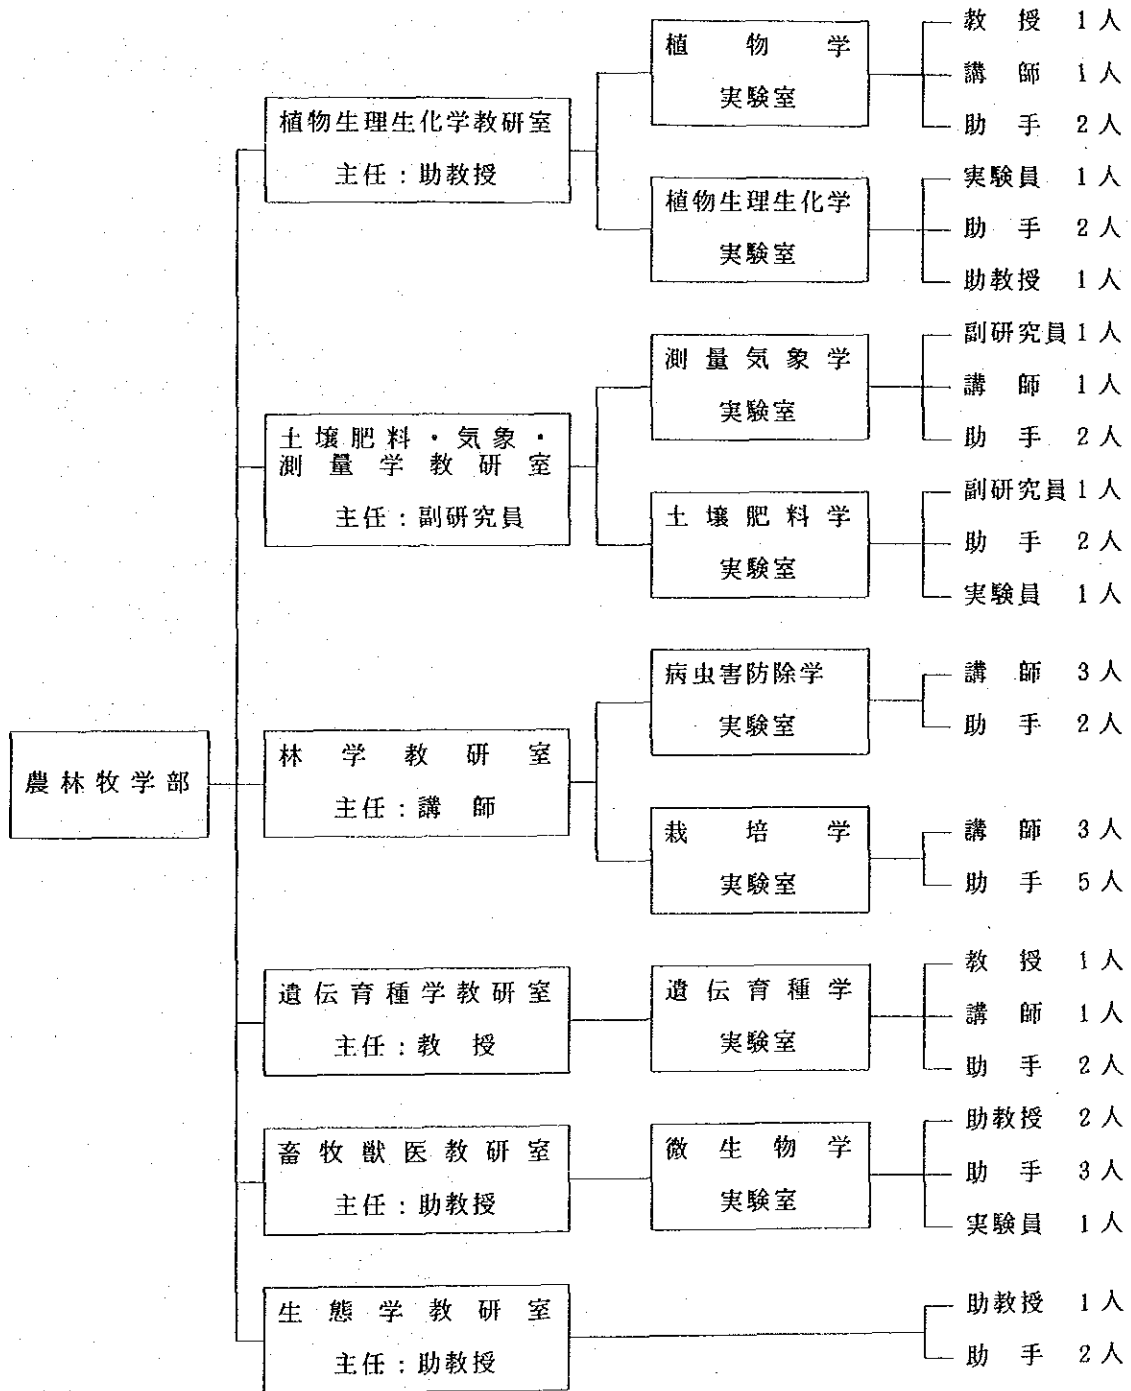 農林牧学部
植物生理生化学教研室
主任：助教授
植物学
実験室
教授 1人
講師 1人
助手 2人
植物生理生化学
実験室
実験員 1人
助手 2人
助教授 1人
土壌肥料・気象・
測量学教研室
主任：副研究員
測量気象学
実験室
副研究員 1人
講師 1人
助手 2人
土壌肥料学
実験室
副研究員 1人
助手 2人
実験員 1人
林学教研室
主任：講師
病虫害防除学
実験室
講師 3人
助手 2人
栽培学
実験室
講師 3人
助手 5人
遺伝育種学教研室
主任：教授
遺伝育種学
実験室
教授 1人
講師 1人
助手 2人
畜牧獣医教研室
主任：助教授
微生物学
実験室
助教授 2人
助手 3人
実験員 1人
生態学教研室
主任：助教授
助教授 1人
助手 2人